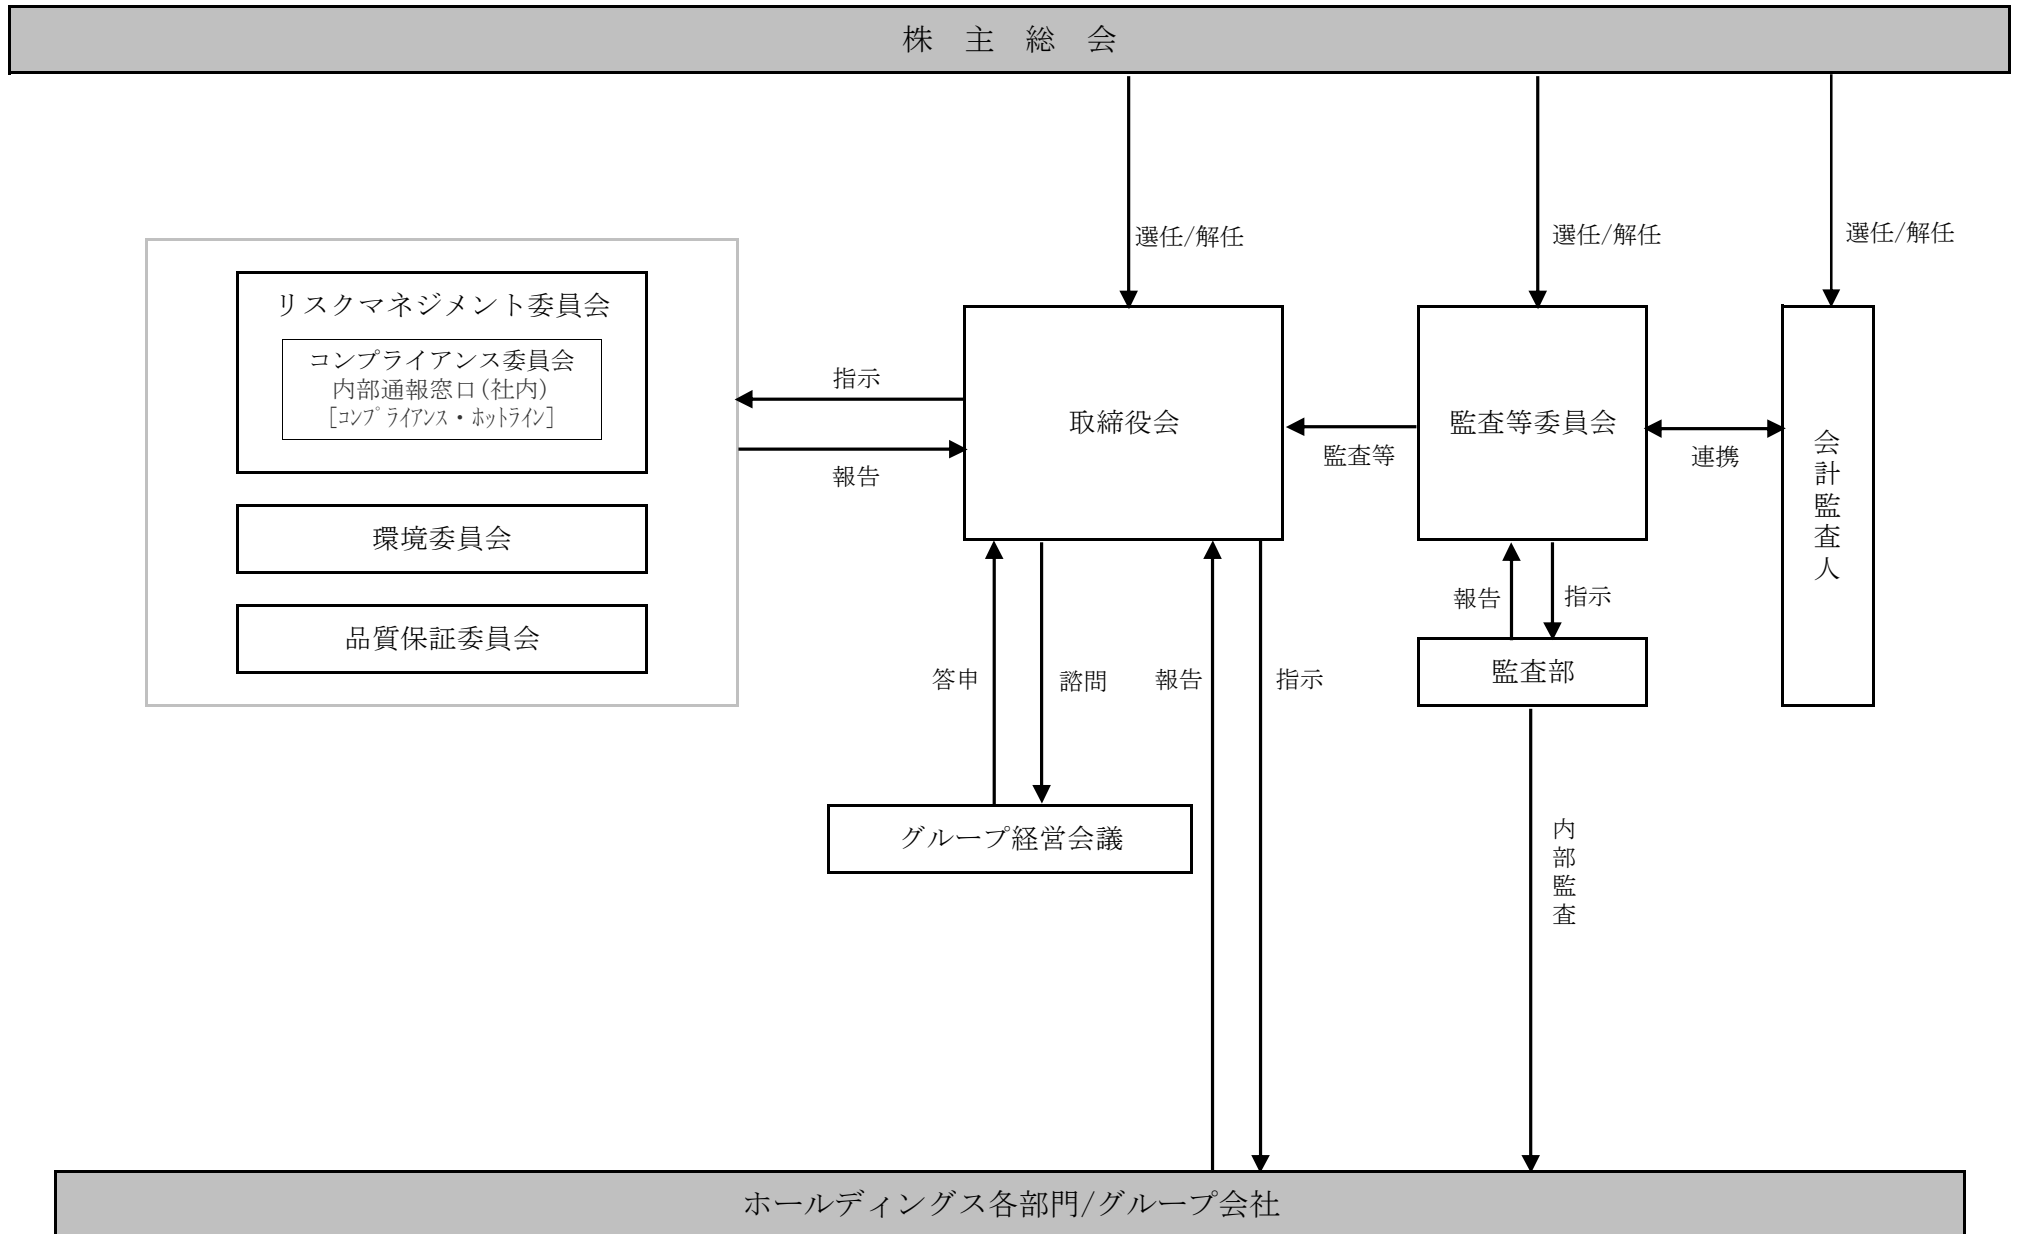 株　主　総　会
選任/解任
選任/解任
選任/解任
リスクマネジメント委員会
コンプライアンス委員会
内部通報窓口(社内)
[ｺﾝﾌﾟﾗｲｱﾝｽ・ﾎｯﾄﾗｲﾝ]
環境委員会
品質保証委員会
指示
報告
取締役会
監査等
監査等委員会
連携
会計監査人
報告
指示
監査部
答申
諮問
報告
指示
グループ経営会議
内部監査
ホールディングス各部門/グループ会社